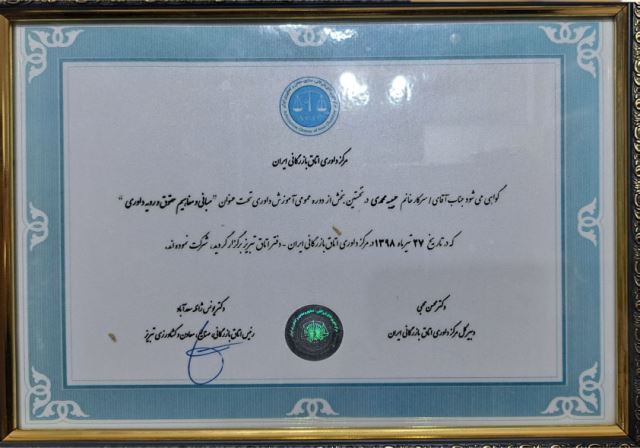 مرکز داوری اتاق بازرگانی ایران
گواهی می شود جناب آقای / سرکار خانم حبیبه محمدی در نخستین بخش از دوره عمومی آموزش داوری تحت عنوان "مبانی و مفاهیم حقوق و رویه داوری"
که در تاریخ ۲۷ تیرماه ۱۳۹۸ در مرکز داوری اتاق بازرگانی ایران - دفتر اتاق تبریز برگزار گردید، شرکت نموده اند.
دکتر محسن محبی
دبیرکل مرکز داوری اتاق بازرگانی ایران
دکتر یونس ژائله سعدآباد
رئیس اتاق بازرگانی، صنایع، معادن و کشاورزی تبریز